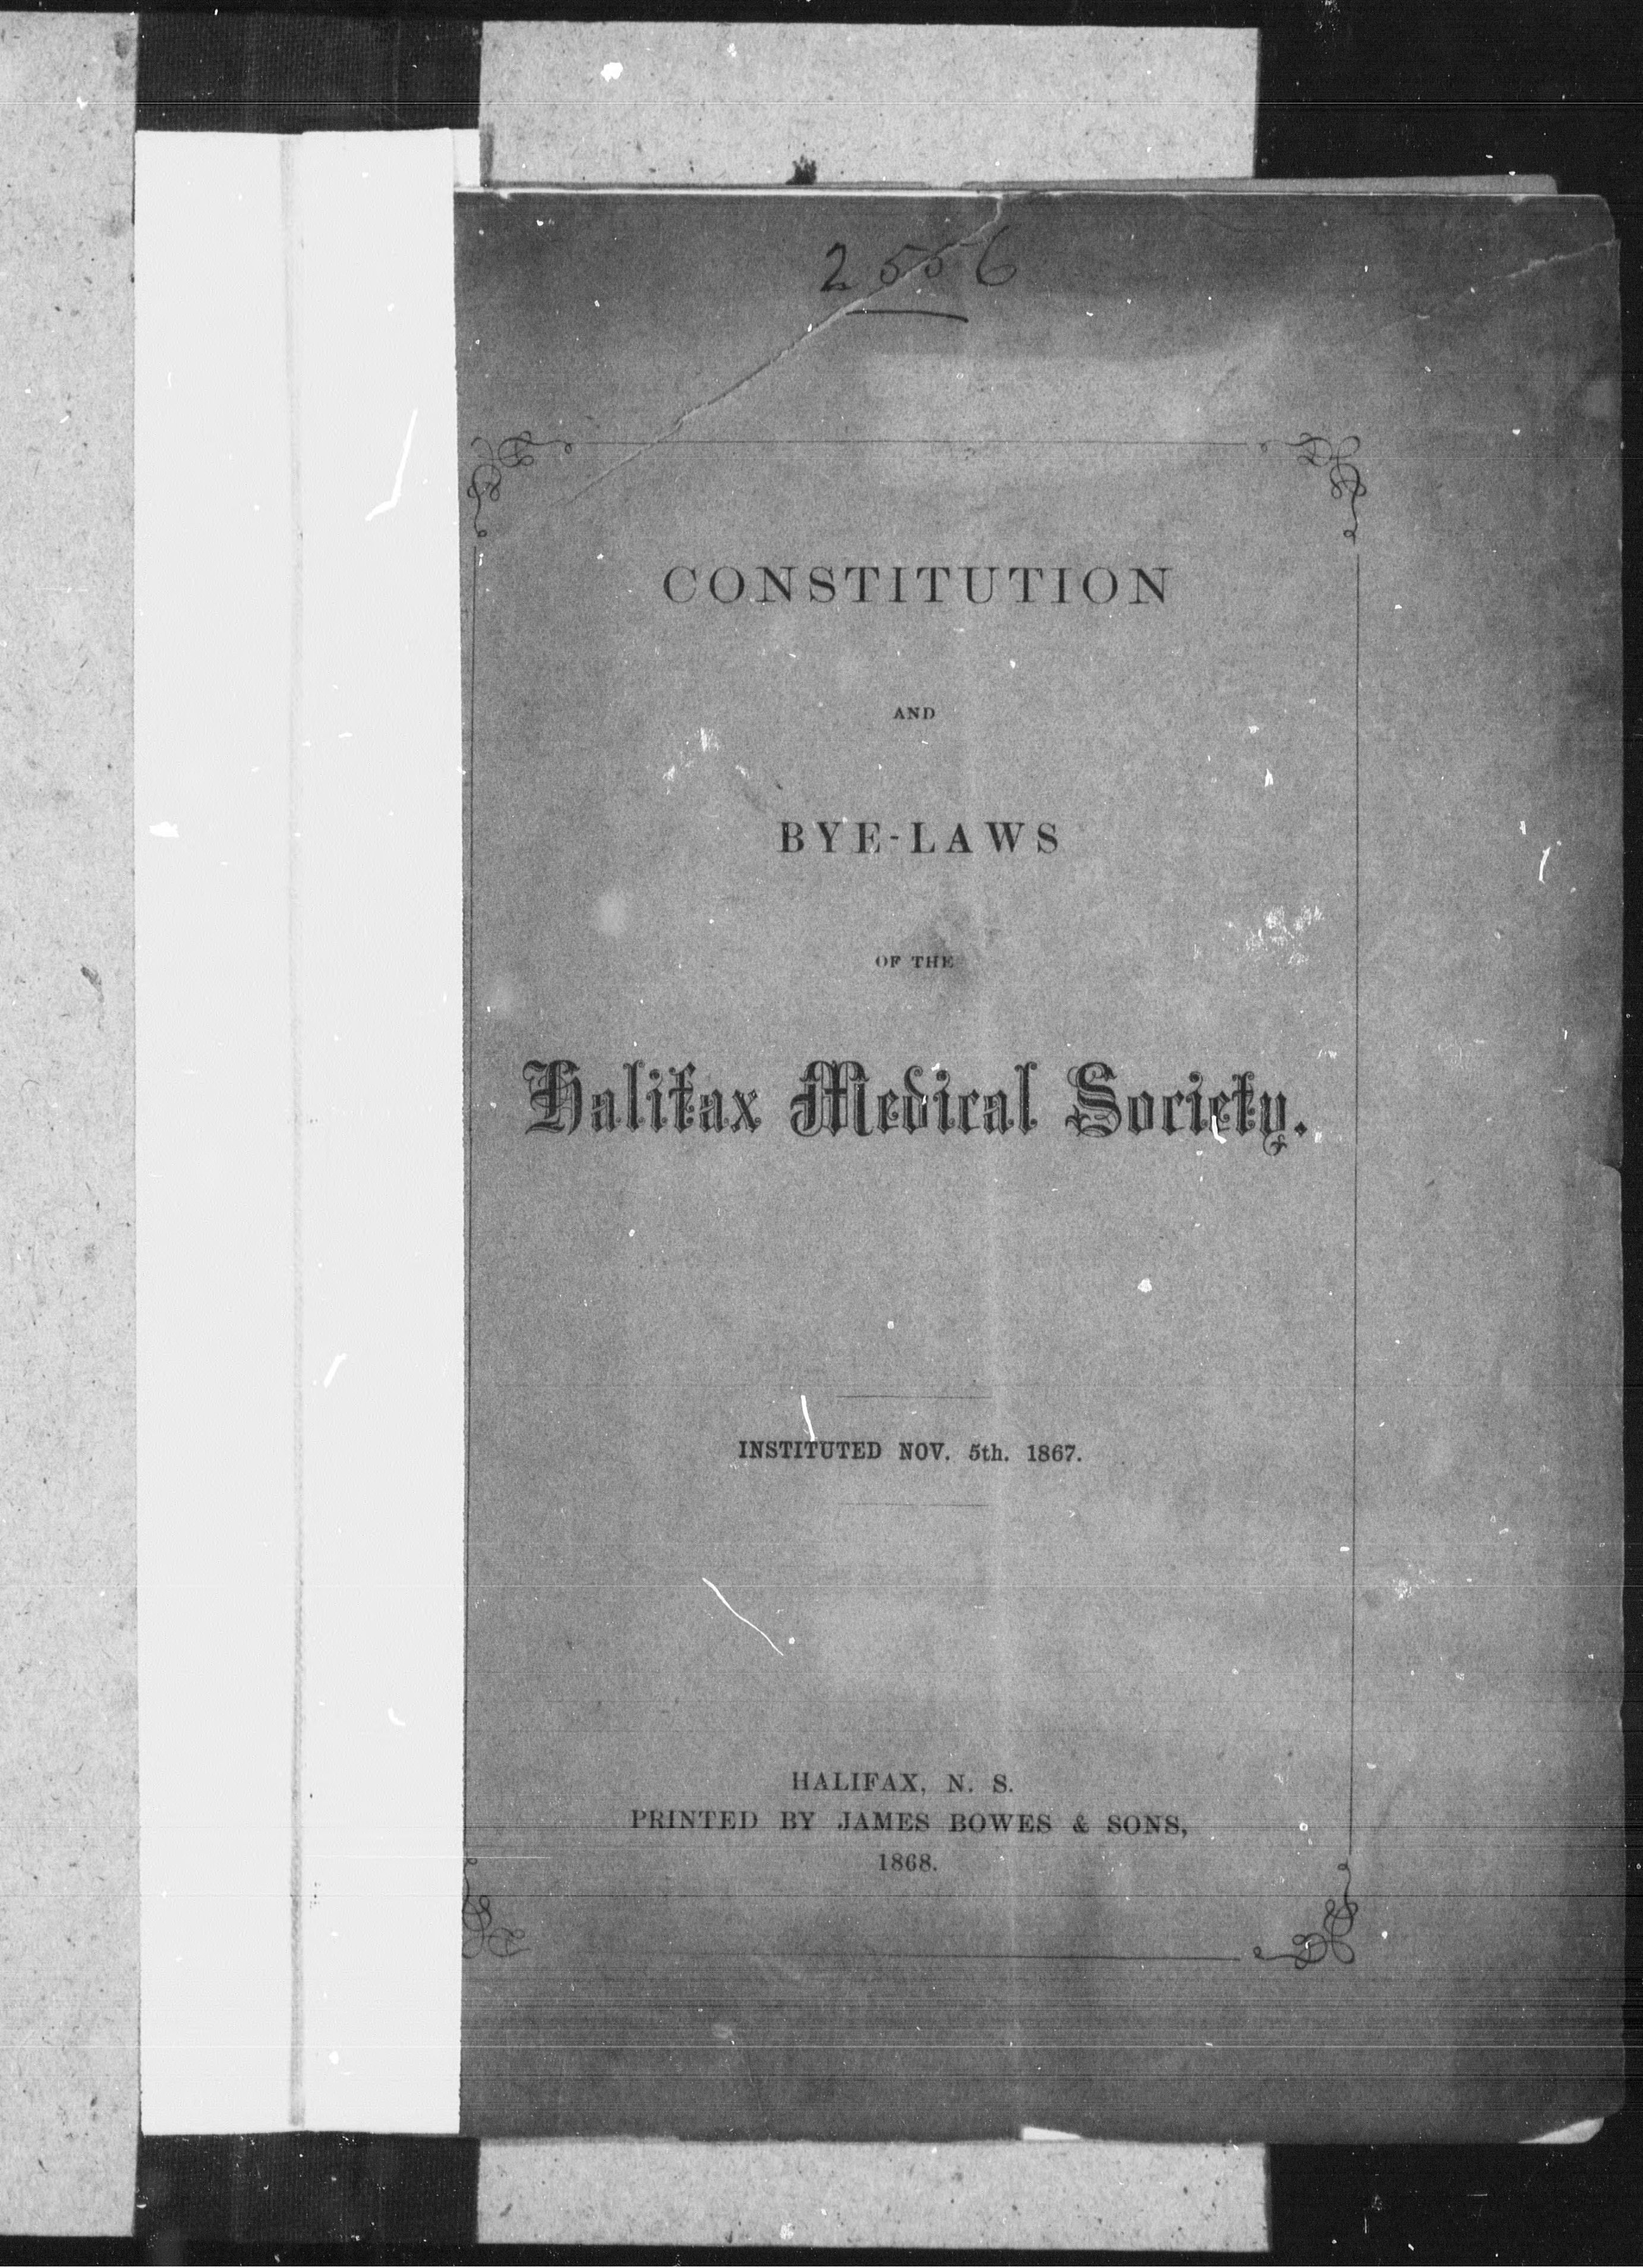 2556
CONSTITUTION
AND
BYE-LAWS
OF THE
Halifax Medical Society.
INSTITUTED NOV. 5th. 1867.
HALIFAX, N. S.
PRINTED BY JAMES BOWES & SONS,
1868.